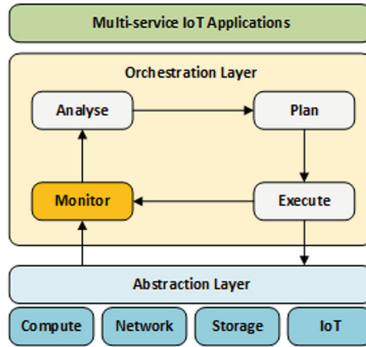 Multi-service IoT Applications
Orchestration Layer
Analyse
Plan
Monitor
Execute
Abstraction Layer
Compute
Network
Storage
IoT